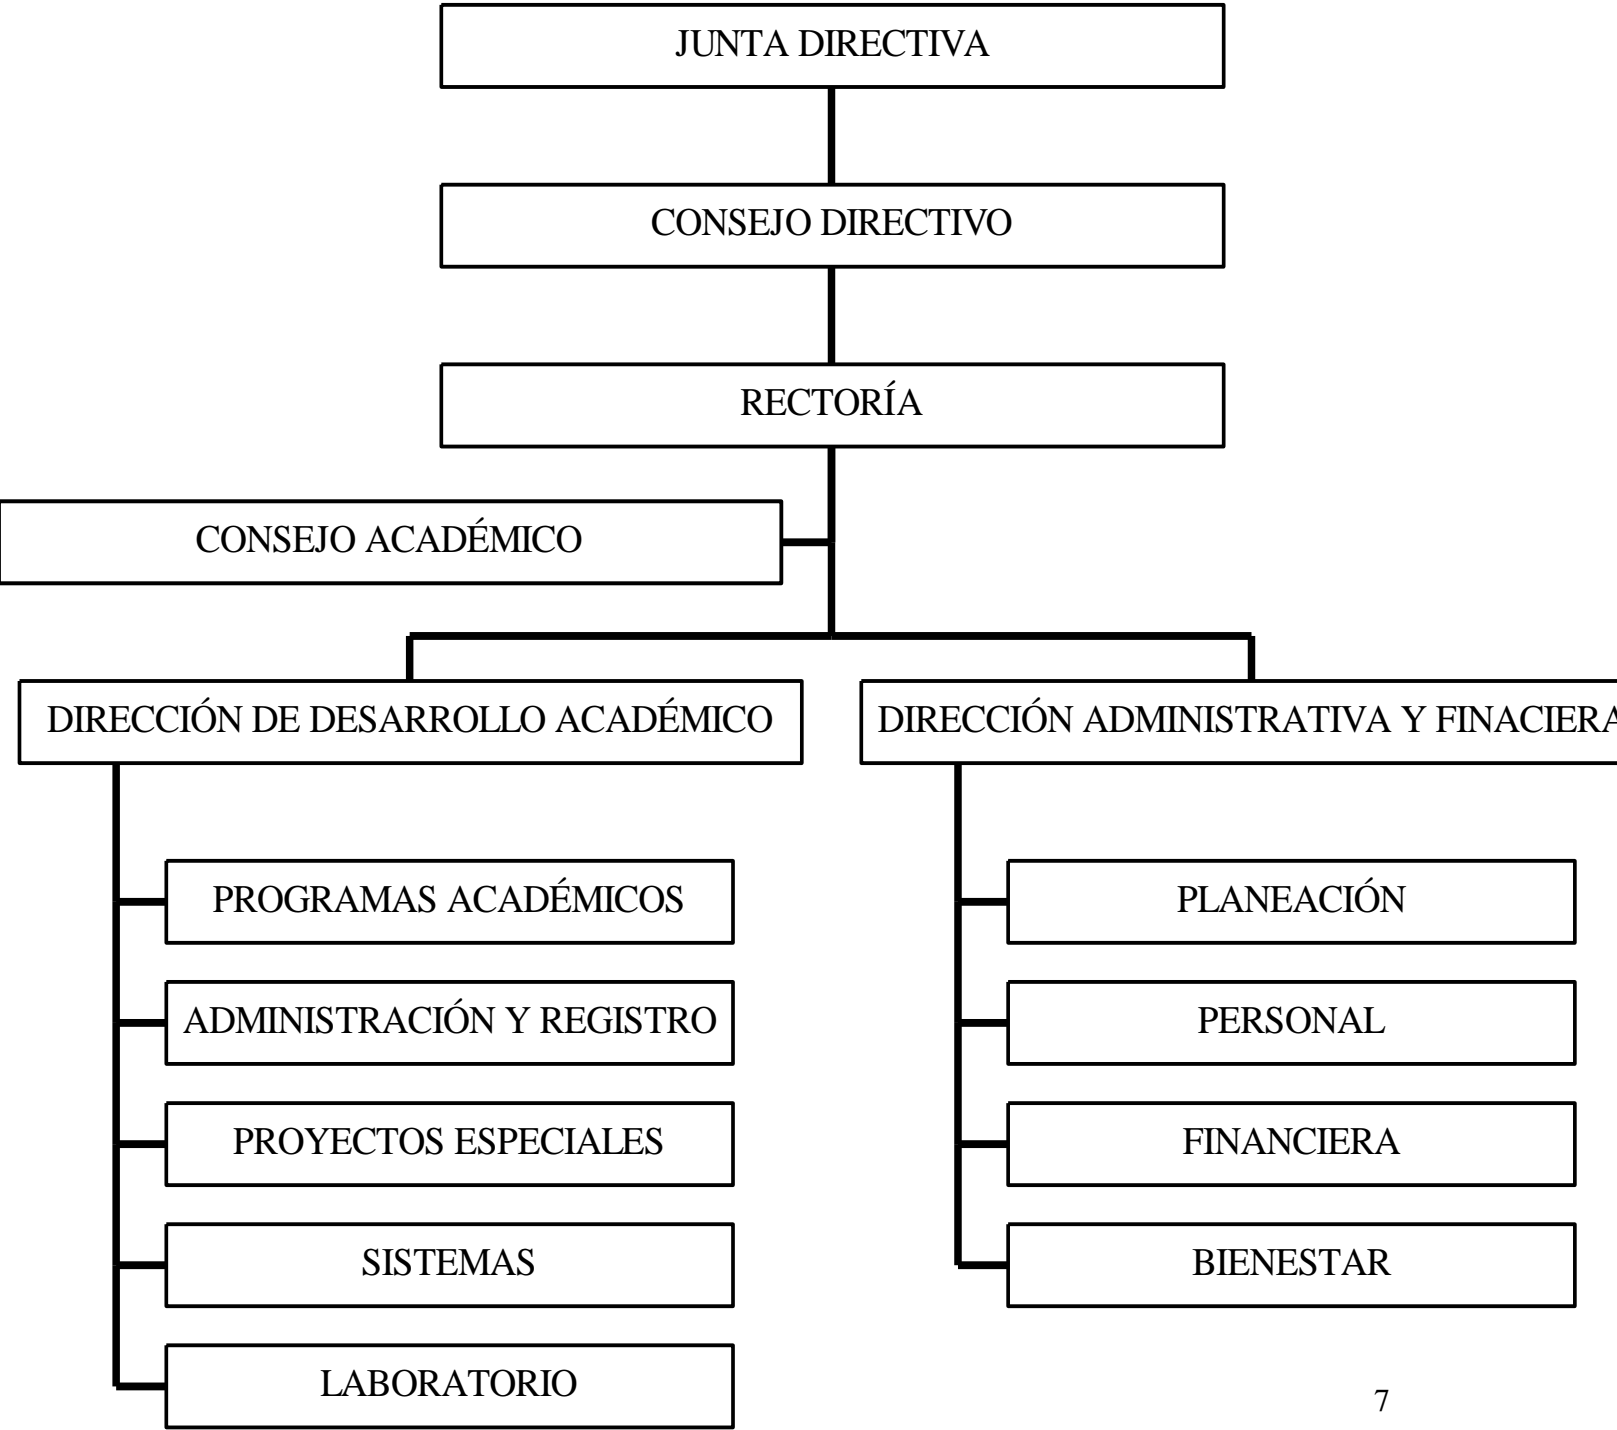 JUNTA DIRECTIVA
CONSEJO DIRECTIVO
RECTORÍA
CONSEJO ACADÉMICO
DIRECCIÓN DE DESARROLLO ACADÉMICO
DIRECCIÓN ADMINISTRATIVA Y FINACIERA
PROGRAMAS ACADÉMICOS
ADMINISTRACIÓN Y REGISTRO
PROYECTOS ESPECIALES
SISTEMAS
LABORATORIO
PLANEACIÓN
PERSONAL
FINANCIERA
BIENESTAR
7